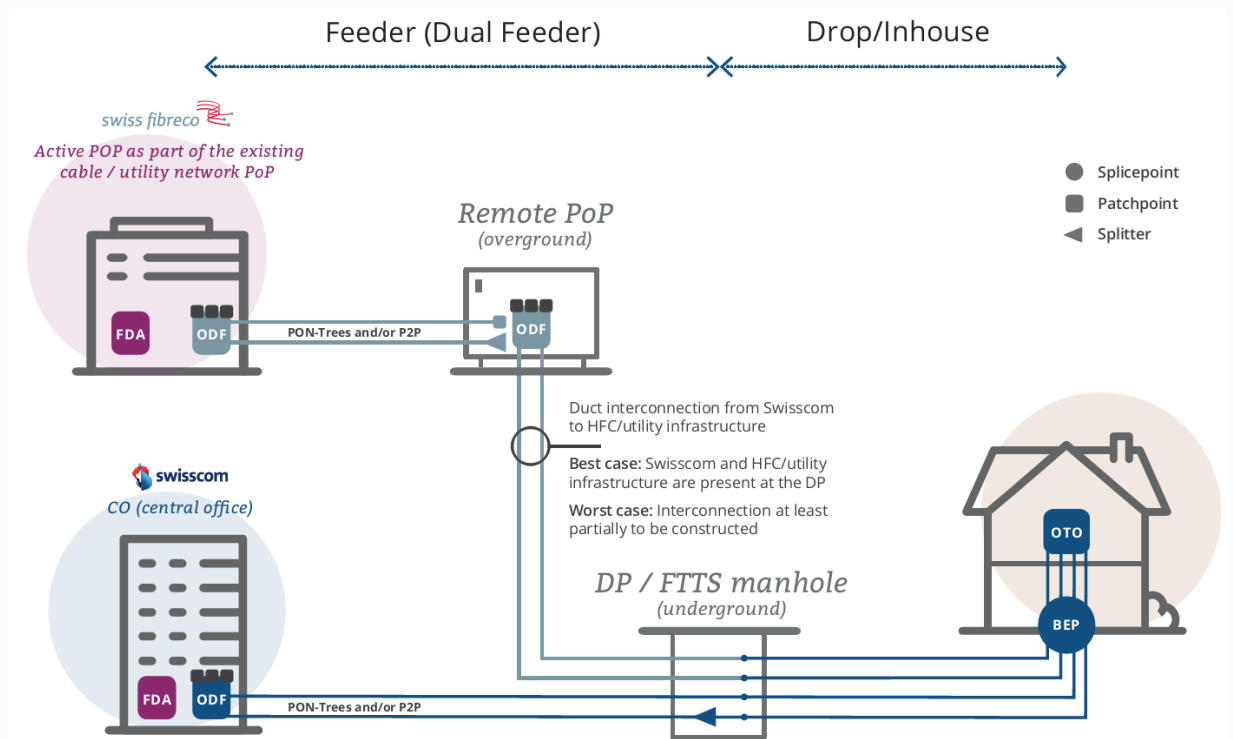 Feeder (Dual Feeder)
Drop/Inhouse
swiss fibreco
Active POP as part of the existing
cable / utility network PoP
Splicepoint
Patchpoint
Splitter
Remote PoP
(overground)
FDA
ODF
PON-Trees and/or P2P
ODF
Duct interconnection from Swisscom
to HFC/utility infrastructure
Best case: Swisscom and HFC/utility
infrastructure are present at the DP
Worst case: Interconnection at least
partially to be constructed
swisscom
CO (central office)
OTO
DP / FTTS manhole
(underground)
BEP
FDA
ODF
PON-Trees and/or P2P